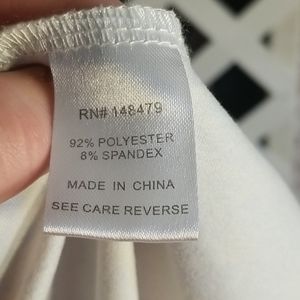 RN# 148479
92% POLYESTER
8% SPANDEX
MADE IN CHINA
SEE CARE REVERSE